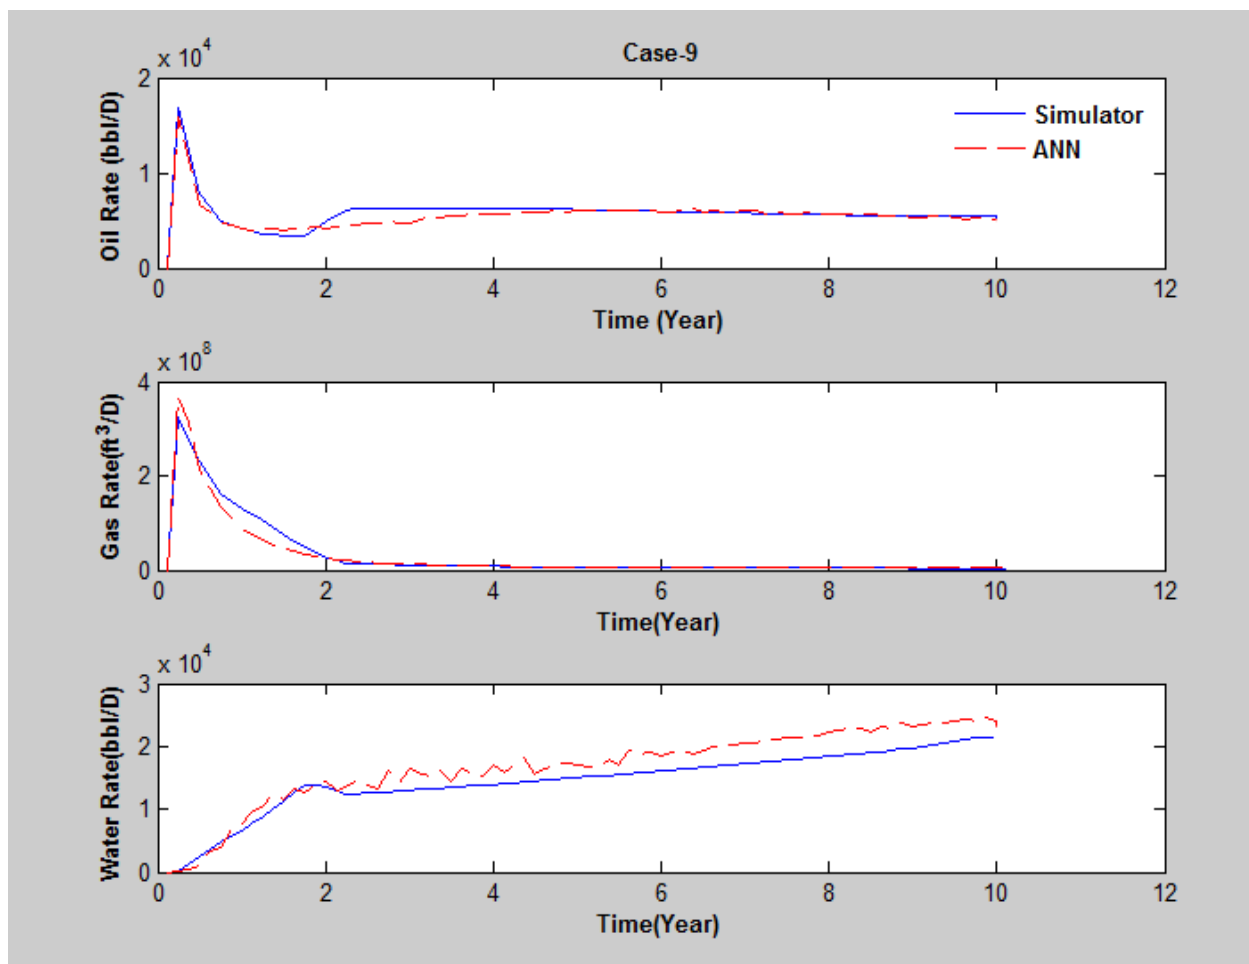 Case-9
x 10^4
Oil Rate (bbl/D)
2
1
0
Simulator
ANN
0 2 4 6 8 10 12
Time (Year)
x 10^8
Gas Rate(ft^3/D)
4
2
0
0 2 4 6 8 10 12
Time(Year)
x 10^4
Water Rate(bbl/D)
3
2
1
0
0 2 4 6 8 10 12
Time(Year)